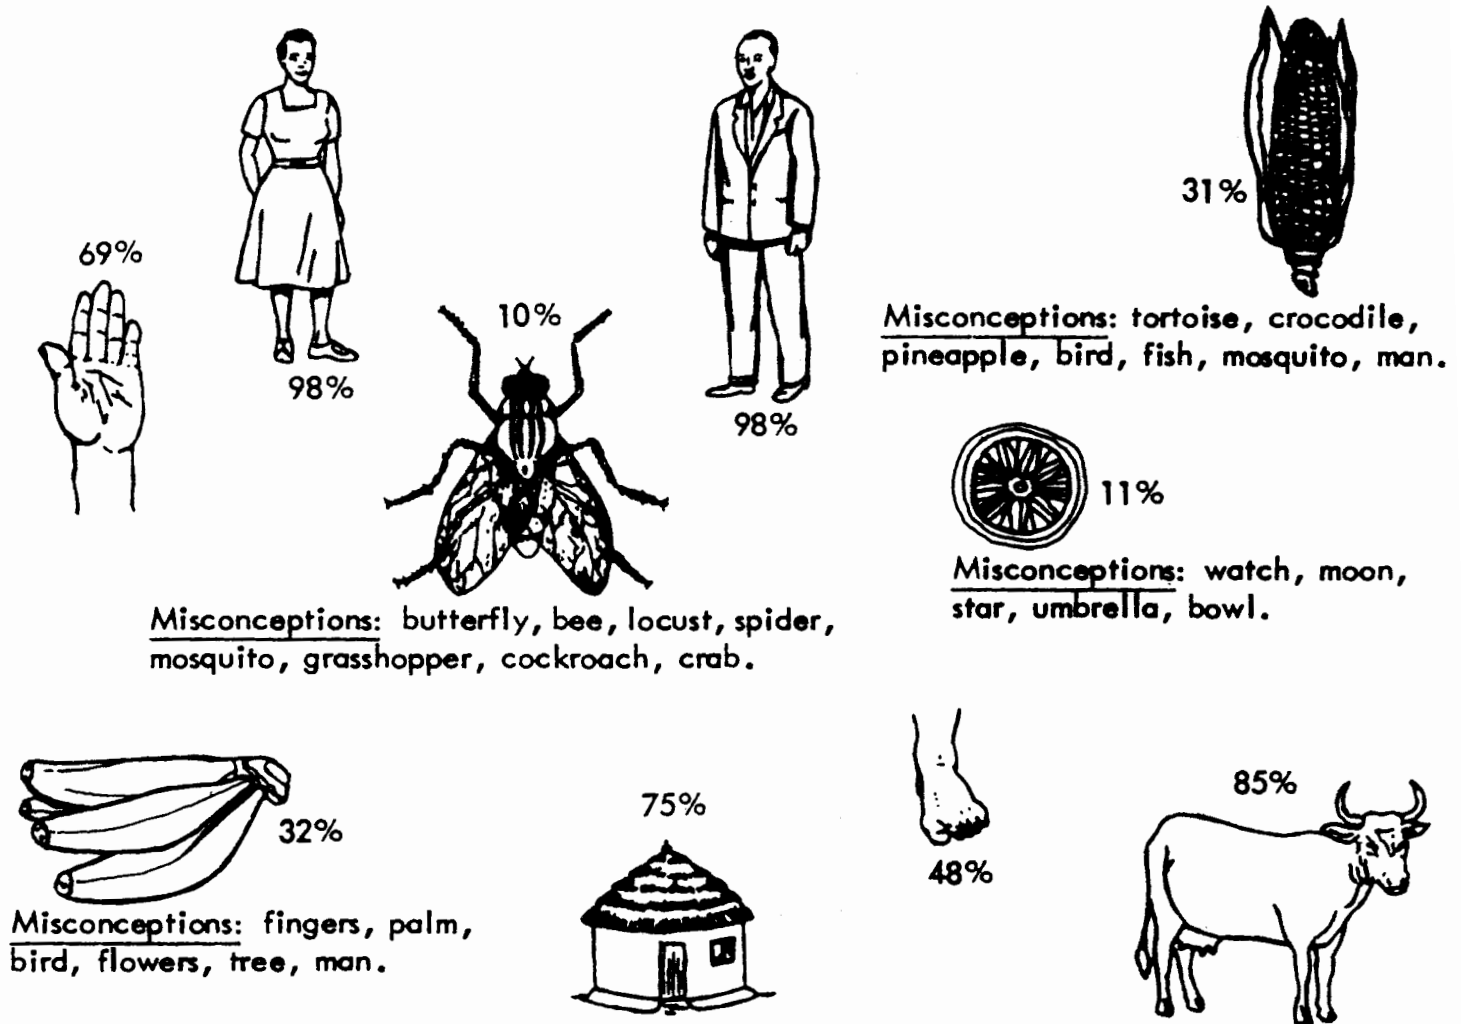 69%
98%
10%
98%
31%
Misconceptions: tortoise, crocodile,
pineapple, bird, fish, mosquito, man.
11%
Misconceptions: watch, moon,
star, umbrella, bowl.
Misconceptions: butterfly, bee, locust, spider,
mosquito, grasshopper, cockroach, crab.
32%
Misconceptions: fingers, palm,
bird, flowers, tree, man.
75%
48%
85%